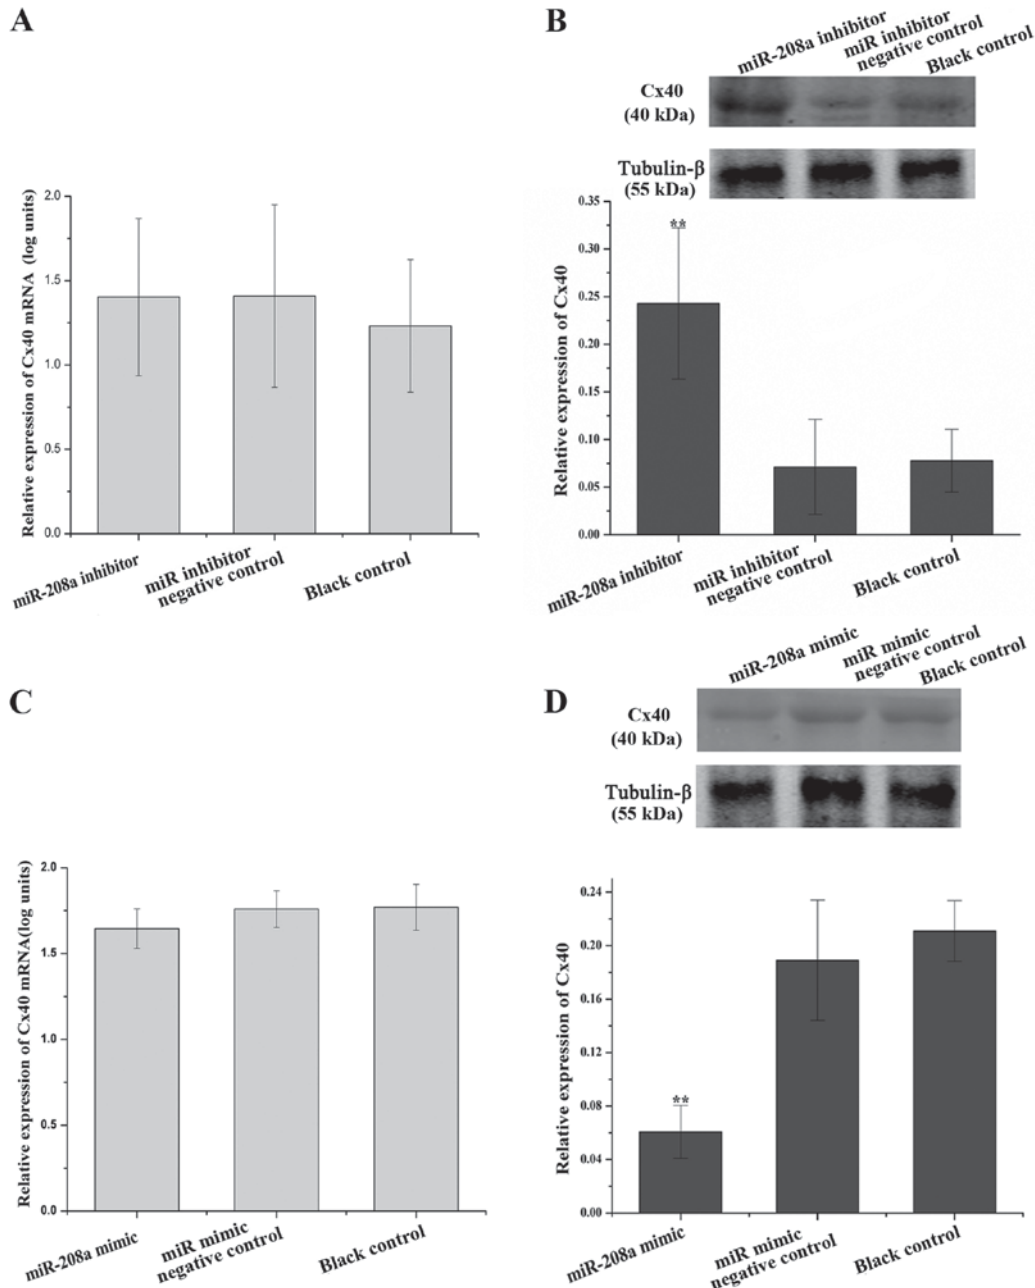 A
Relative expression of Cx40 mRNA (log units)
2.0
1.5
1.0
0.5
0.0
miR-208a inhibitor
miR inhibitor
negative control
Black control
B
miR-208a inhibitor
miR inhibitor
negative control
Black control
Cx40
(40 kDa)
Tubulin-β
(55 kDa)
Relative expression of Cx40
0.35
0.30
0.25
0.20
0.15
0.10
0.05
0.00
**
miR-208a inhibitor
miR inhibitor
negative control
Black control
C
Relative expression of Cx40 mRNA(log units)
2.0
1.5
1.0
0.5
0.0
miR-208a mimic
miR mimic
negative control
Black control
D
miR-208a mimic
miR mimic
negative control
Black control
Cx40
(40 kDa)
Tubulin-β
(55 kDa)
Relative expression of Cx40
0.24
0.20
0.16
0.12
0.08
0.04
0.00
**
miR-208a mimic
miR mimic
negative control
Black control